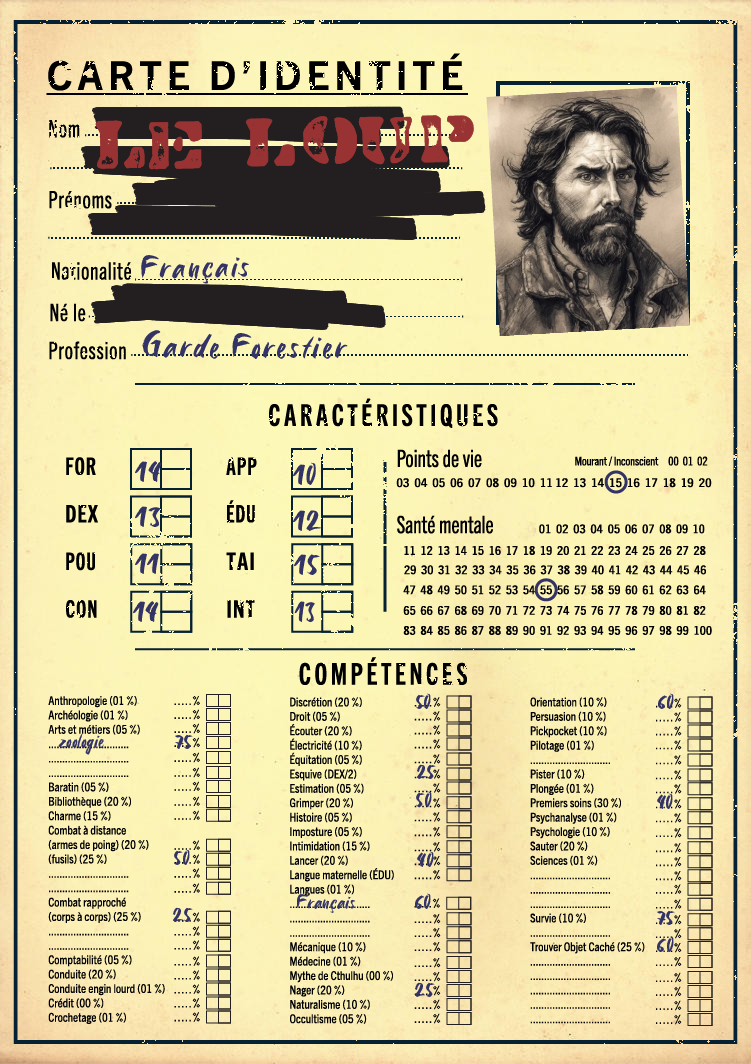 CARTE D'IDENTITÉ
Nom
LE LOUP
Prénoms
Nationalité Français
Né le
Profession Garde Forestier
CARACTÉRISTIQUES
FOR 14 APP 10
DEX 13 ÉDU 12
POU 11 TAI 15
CON 14 INT 13
Points de vie Mourant / Inconscient 00 01 02
03 04 05 06 07 08 09 10 11 12 13 14 15 16 17 18 19 20
Santé mentale 01 02 03 04 05 06 07 08 09 10
11 12 13 14 15 16 17 18 19 20 21 22 23 24 25 26 27 28
29 30 31 32 33 34 35 36 37 38 39 40 41 42 43 44 45 46
47 48 49 50 51 52 53 54 55 56 57 58 59 60 61 62 63 64
65 66 67 68 69 70 71 72 73 74 75 76 77 78 79 80 81 82
83 84 85 86 87 88 89 90 91 92 93 94 95 96 97 98 99 100
COMPÉTENCES
Anthropologie (01 %) .....%
Archéologie (01 %) .....%
Arts et métiers (05 %) .....%
zoologie 75%
.....%
.....%
Baratin (05 %) .....%
Bibliothèque (20 %) .....%
Charme (15 %) .....%
Combat à distance
(armes de poing) (20 %) .....%
(fusils) (25 %) 50%
.....%
.....%
Combat rapproché
(corps à corps) (25 %) 25%
.....%
.....%
Comptabilité (05 %) .....%
Conduite (20 %) .....%
Conduite engin lourd (01 %) .....%
Crédit (00 %) .....%
Crochetage (01 %) .....%
Discrétion (20 %) 50%
Droit (05 %) .....%
Écouter (20 %) .....%
Électricité (10 %) .....%
Équitation (05 %) .....%
Esquive (DEX/2) 25%
Estimation (05 %) .....%
Grimper (20 %) 50%
Histoire (05 %) .....%
Imposture (05 %) .....%
Intimidation (15 %) .....%
Lancer (20 %) 40%
Langue maternelle (ÉDU) .....%
Langues (01 %)
Français 60%
.....%
.....%
Mécanique (10 %) .....%
Médecine (01 %) .....%
Mythe de Cthulhu (00 %) .....%
Nager (20 %) 25%
Naturalisme (10 %) .....%
Occultisme (05 %) .....%
Orientation (10 %) 60%
Persuasion (10 %) .....%
Pickpocket (10 %) .....%
Pilotage (01 %) .....%
.....%
Pister (10 %) .....%
Plongée (01 %) .....%
Premiers soins (30 %) 40%
Psychanalyse (01 %) .....%
Psychologie (10 %) .....%
Sauter (20 %) .....%
Sciences (01 %) .....%
.....%
.....%
.....%
Survie (10 %) 75%
.....%
Trouver Objet Caché (25 %) 60%
.....%
.....%
.....%
.....%
.....%